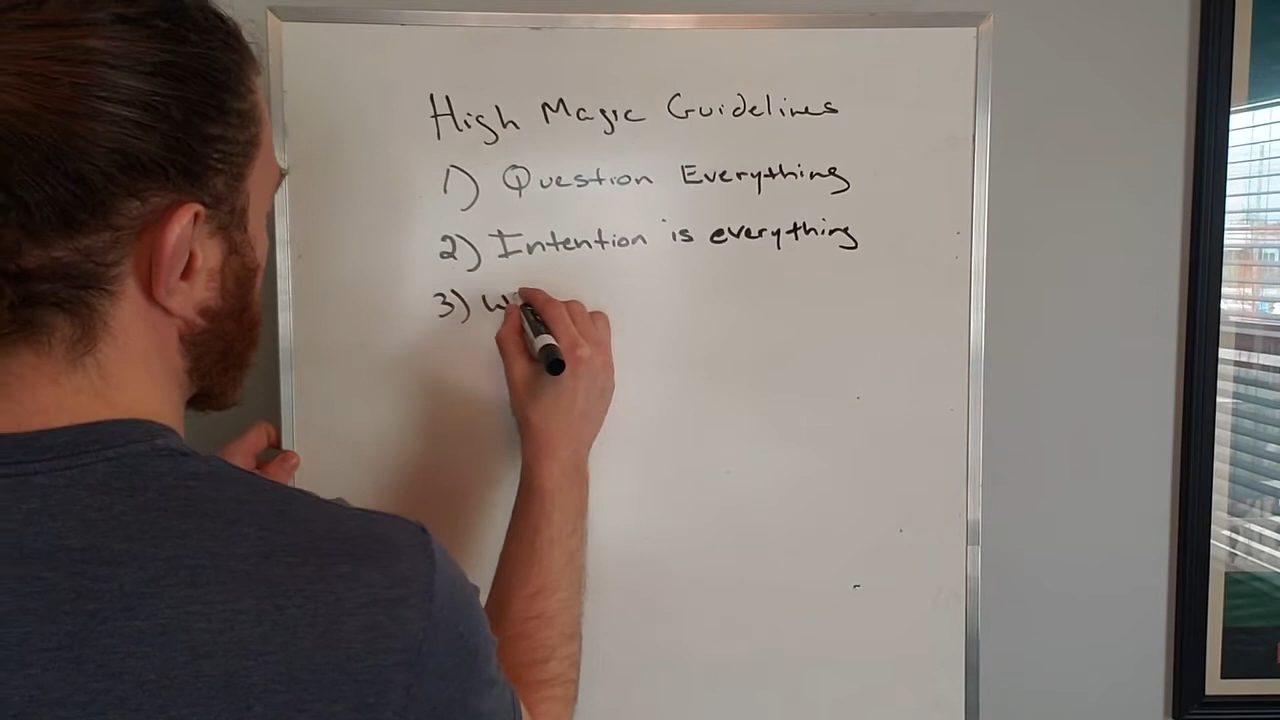 High Magic Guidelines
1) Question Everything
2) Intention is everything
3) W